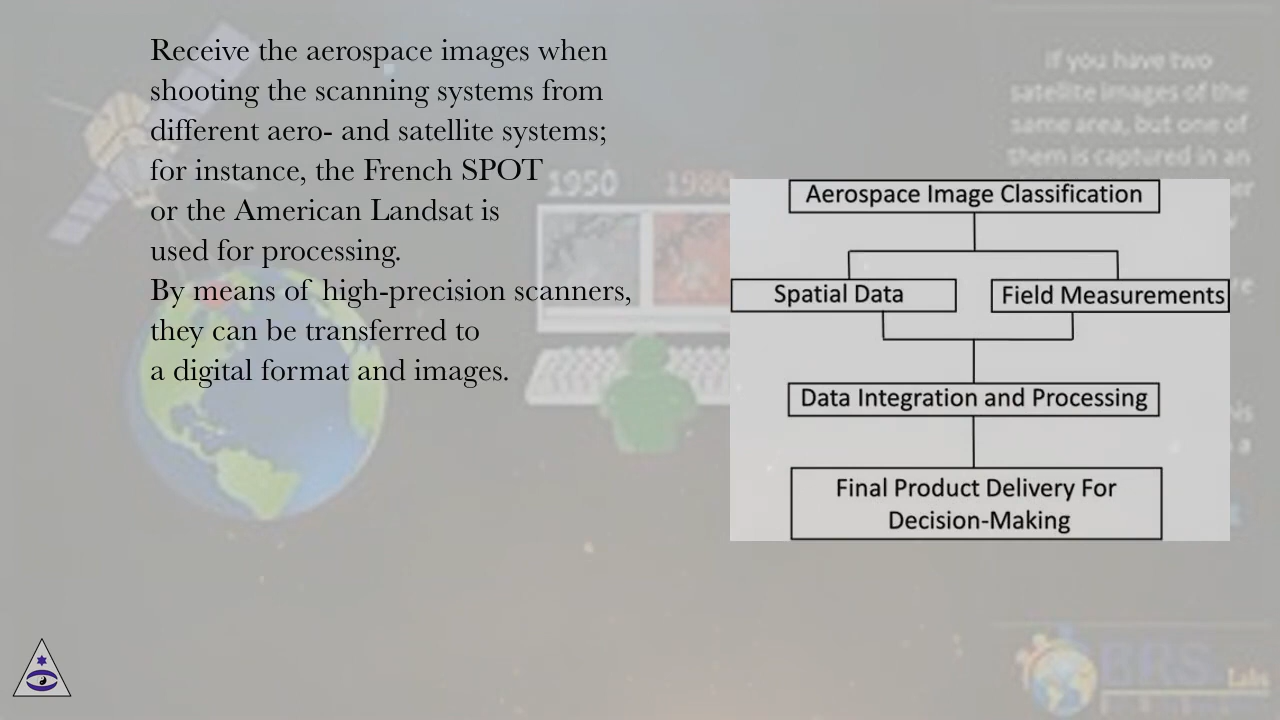 Receive the aerospace images when
shooting the scanning systems from
different aero- and satellite systems;
for instance, the French SPOT
or the American Landsat is
used for processing.
By means of high-precision scanners,
they can be transferred to
a digital format and images.
1950
1980
If you have two
satellite images of the
same area, but one of
them is captured in an
Aerospace Image Classification
Spatial Data
Field Measurements
Data Integration and Processing
Final Product Delivery For
Decision-Making
BRS
Labs